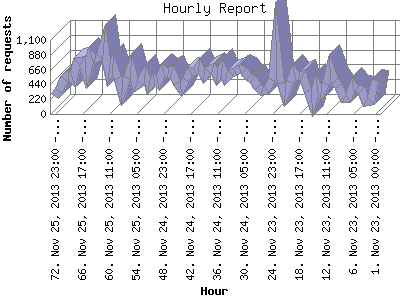 Hourly Report
Number of requests
1,100
880
660
440
220
0
72. Nov 25, 2013 23:00 -...
66. Nov 25, 2013 17:00 -...
60. Nov 25, 2013 11:00 -...
54. Nov 25, 2013 05:00 -...
48. Nov 24, 2013 23:00 -...
42. Nov 24, 2013 17:00 -...
36. Nov 24, 2013 11:00 -...
30. Nov 24, 2013 05:00 -...
24. Nov 23, 2013 23:00 -...
18. Nov 23, 2013 17:00 -...
12. Nov 23, 2013 11:00 -...
6. Nov 23, 2013 05:00 -...
1. Nov 23, 2013 00:00 -...
Hour